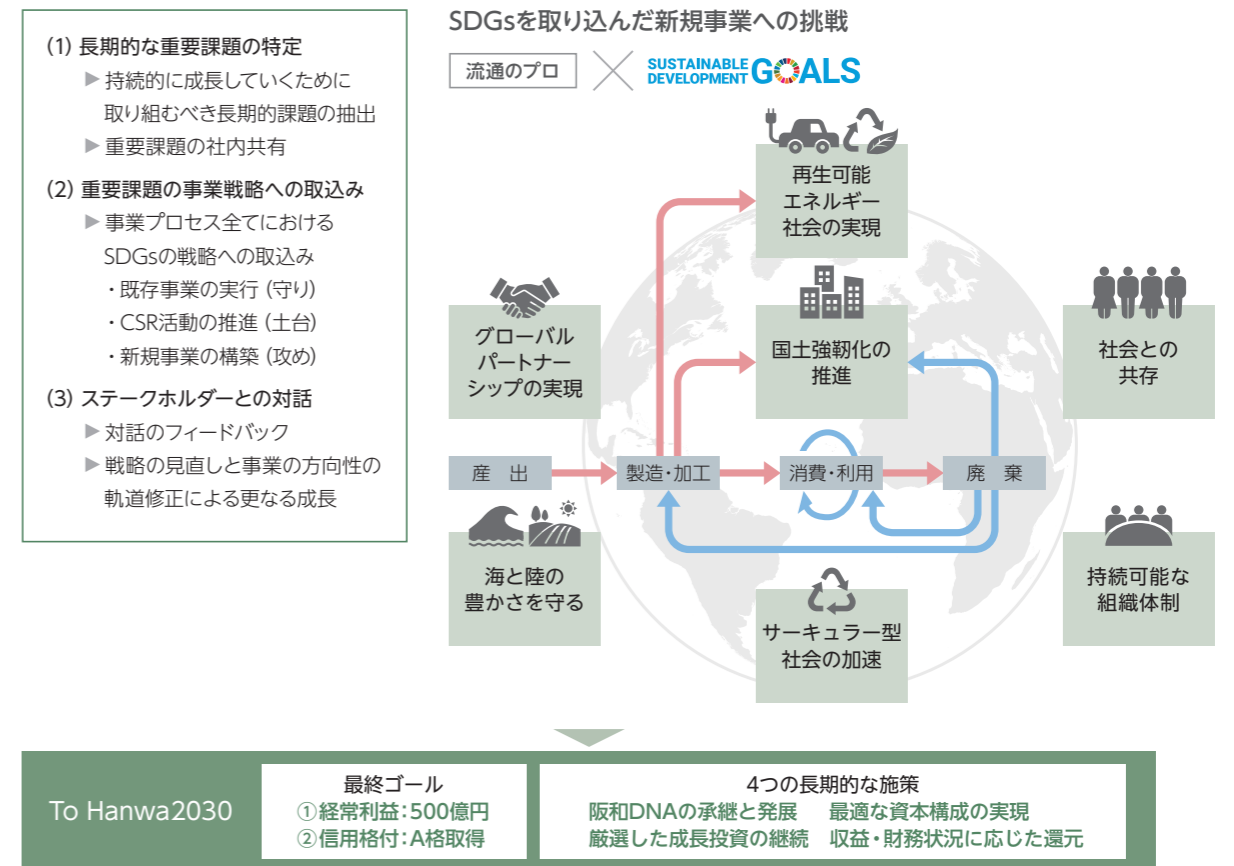 (1) 長期的な重要課題の特定
▶ 持続的に成長していくために
取り組むべき長期的課題の抽出
▶ 重要課題の社内共有
(2) 重要課題の事業戦略への取込み
▶ 事業プロセス全てにおける
SDGsの戦略への取込み
・既存事業の実行（守り）
・CSR活動の推進（土台）
・新規事業の構築（攻め）
(3) ステークホルダーとの対話
▶ 対話のフィードバック
▶ 戦略の見直しと事業の方向性の
軌道修正による更なる成長
SDGsを取り込んだ新規事業への挑戦
流通のプロ
SUSTAINABLE
DEVELOPMENT GOALS
再生可能
エネルギー
社会の実現
グローバル
パートナー
シップの実現
国土強靭化の
推進
社会との
共存
産 出
製造・加工
消費・利用
廃 棄
海と陸の
豊かさを守る
サーキュラー型
社会の加速
持続可能な
組織体制
To Hanwa2030
最終ゴール
①経常利益：500億円
②信用格付：A格取得
4つの長期的な施策
阪和DNAの承継と発展 最適な資本構成の実現
厳選した成長投資の継続 収益・財務状況に応じた還元